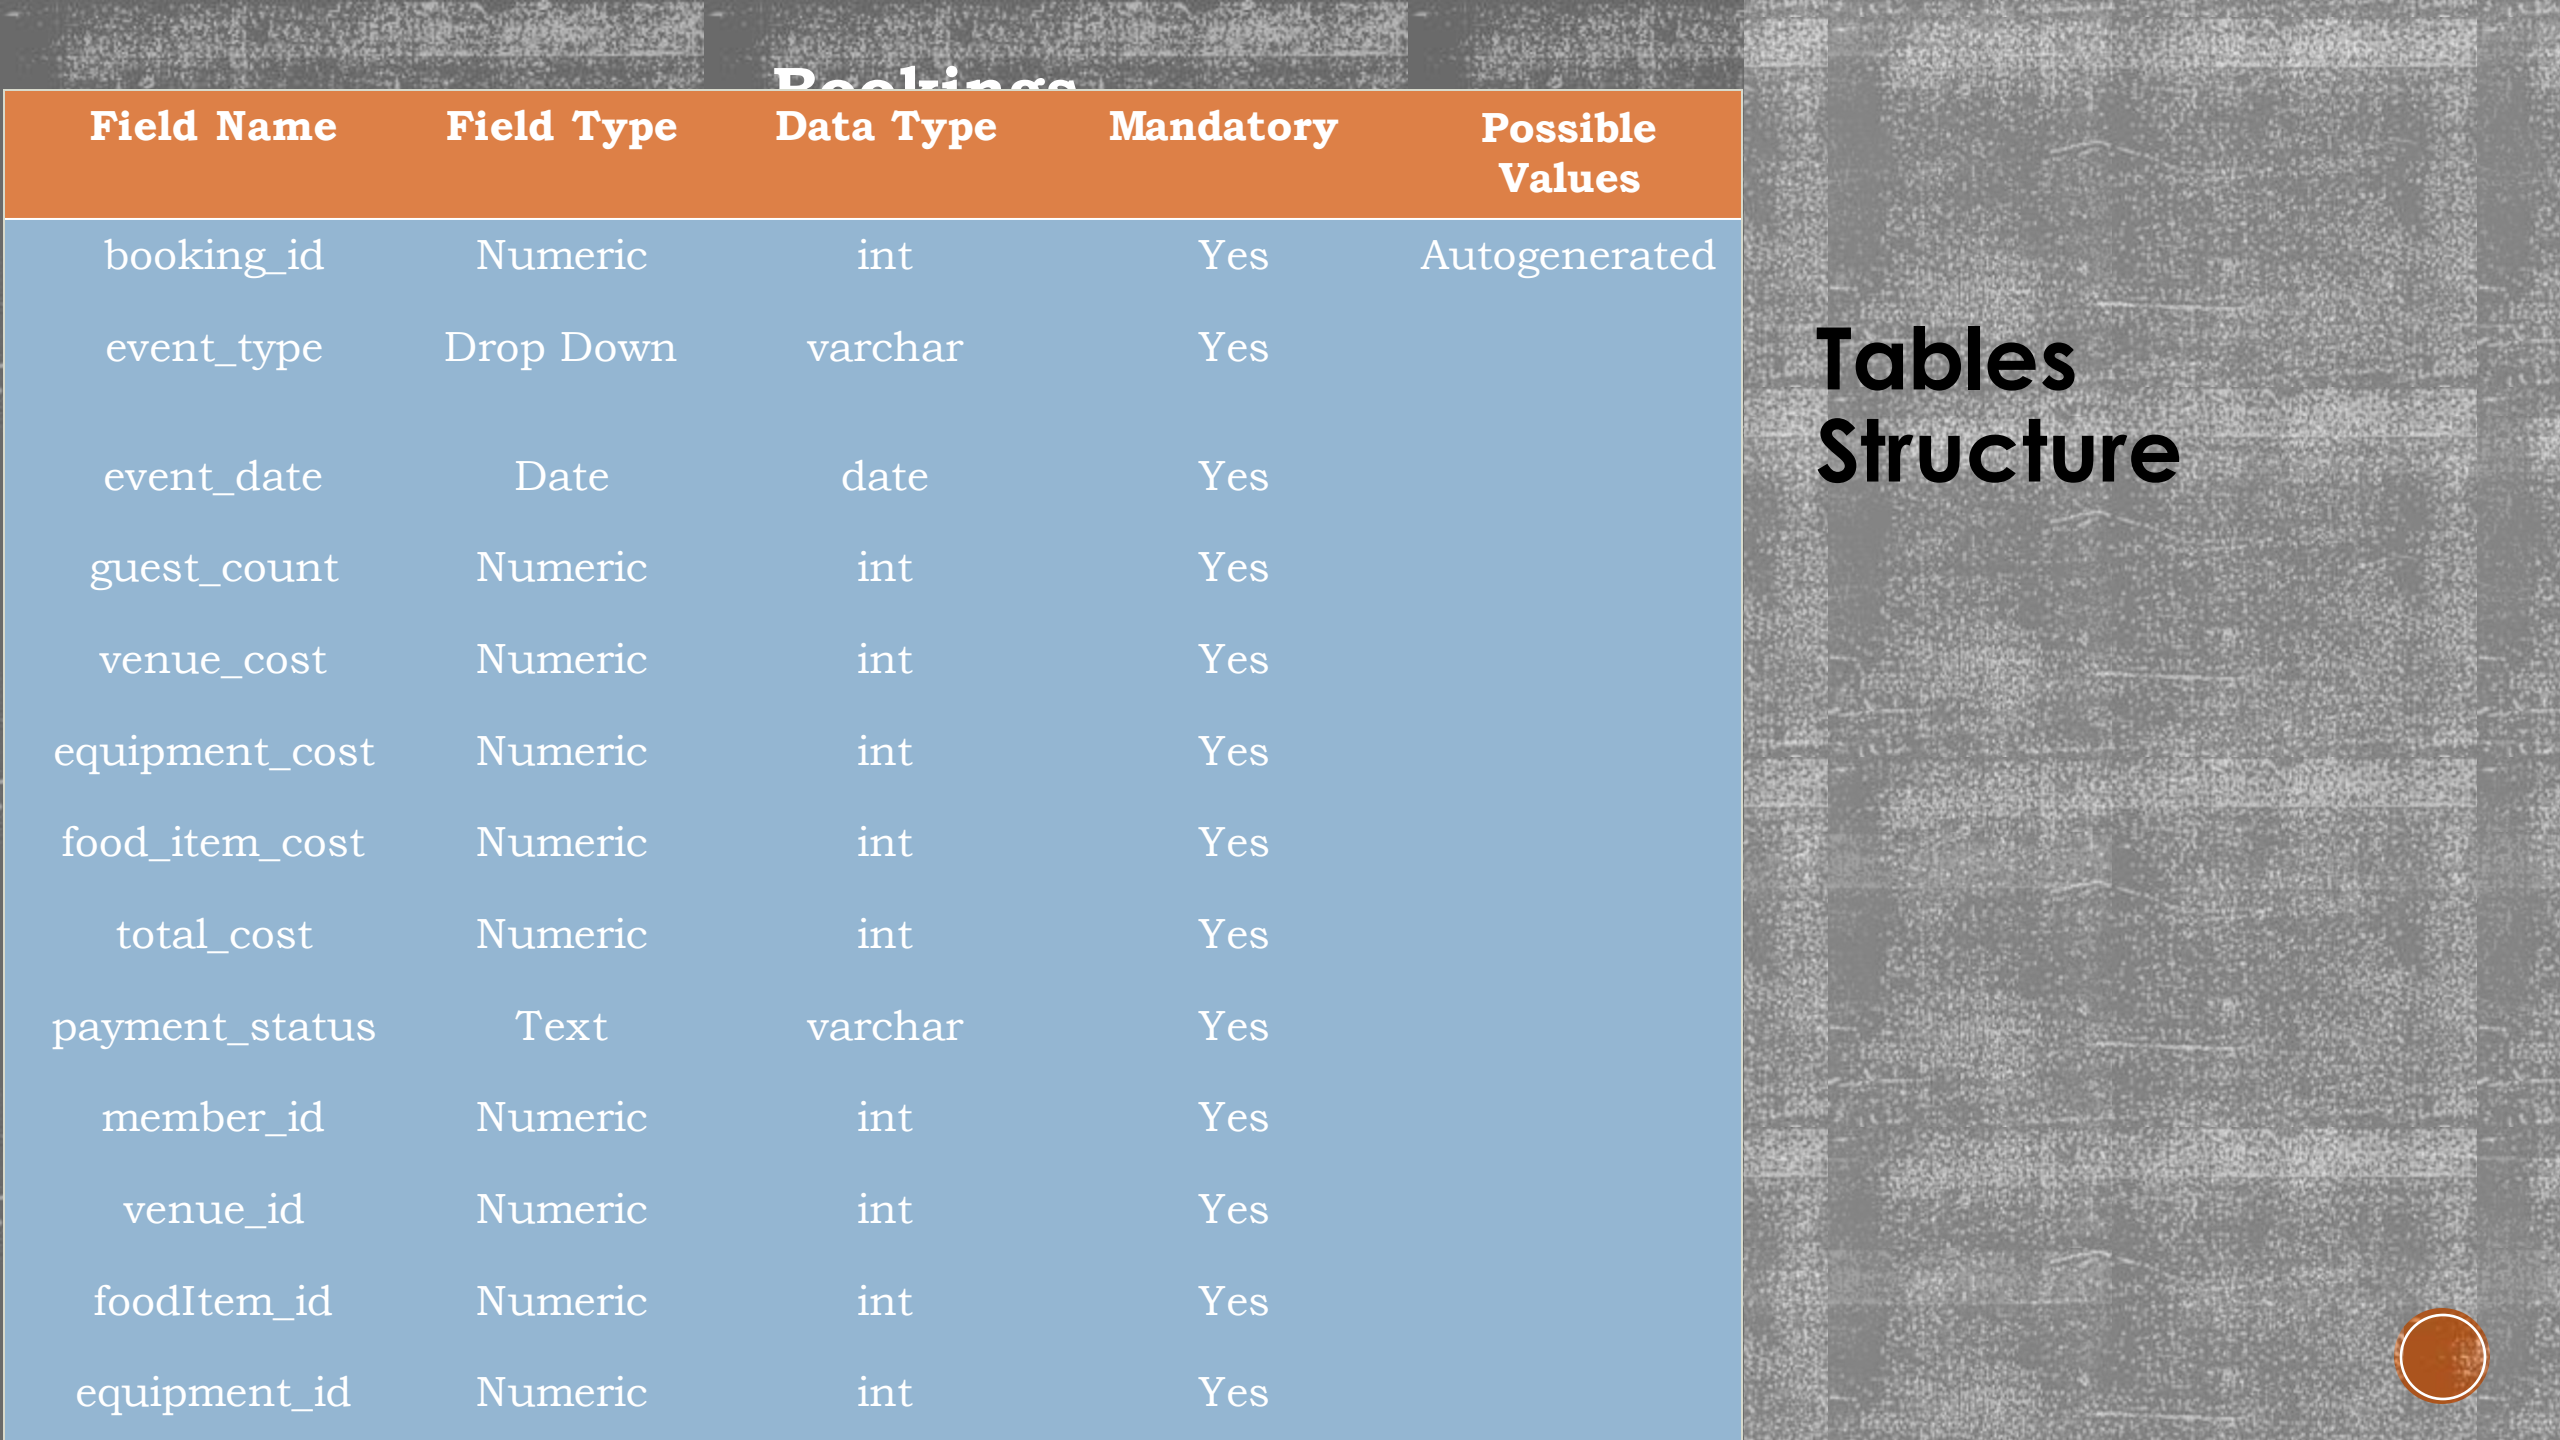 Bookings
Field Name Field Type Data Type Mandatory Possible Values
booking_id Numeric int Yes Autogenerated
event_type Drop Down varchar Yes
event_date Date date Yes
guest_count Numeric int Yes
venue_cost Numeric int Yes
equipment_cost Numeric int Yes
food_item_cost Numeric int Yes
total_cost Numeric int Yes
payment_status Text varchar Yes
member_id Numeric int Yes
venue_id Numeric int Yes
foodItem_id Numeric int Yes
equipment_id Numeric int Yes
Tables
Structure